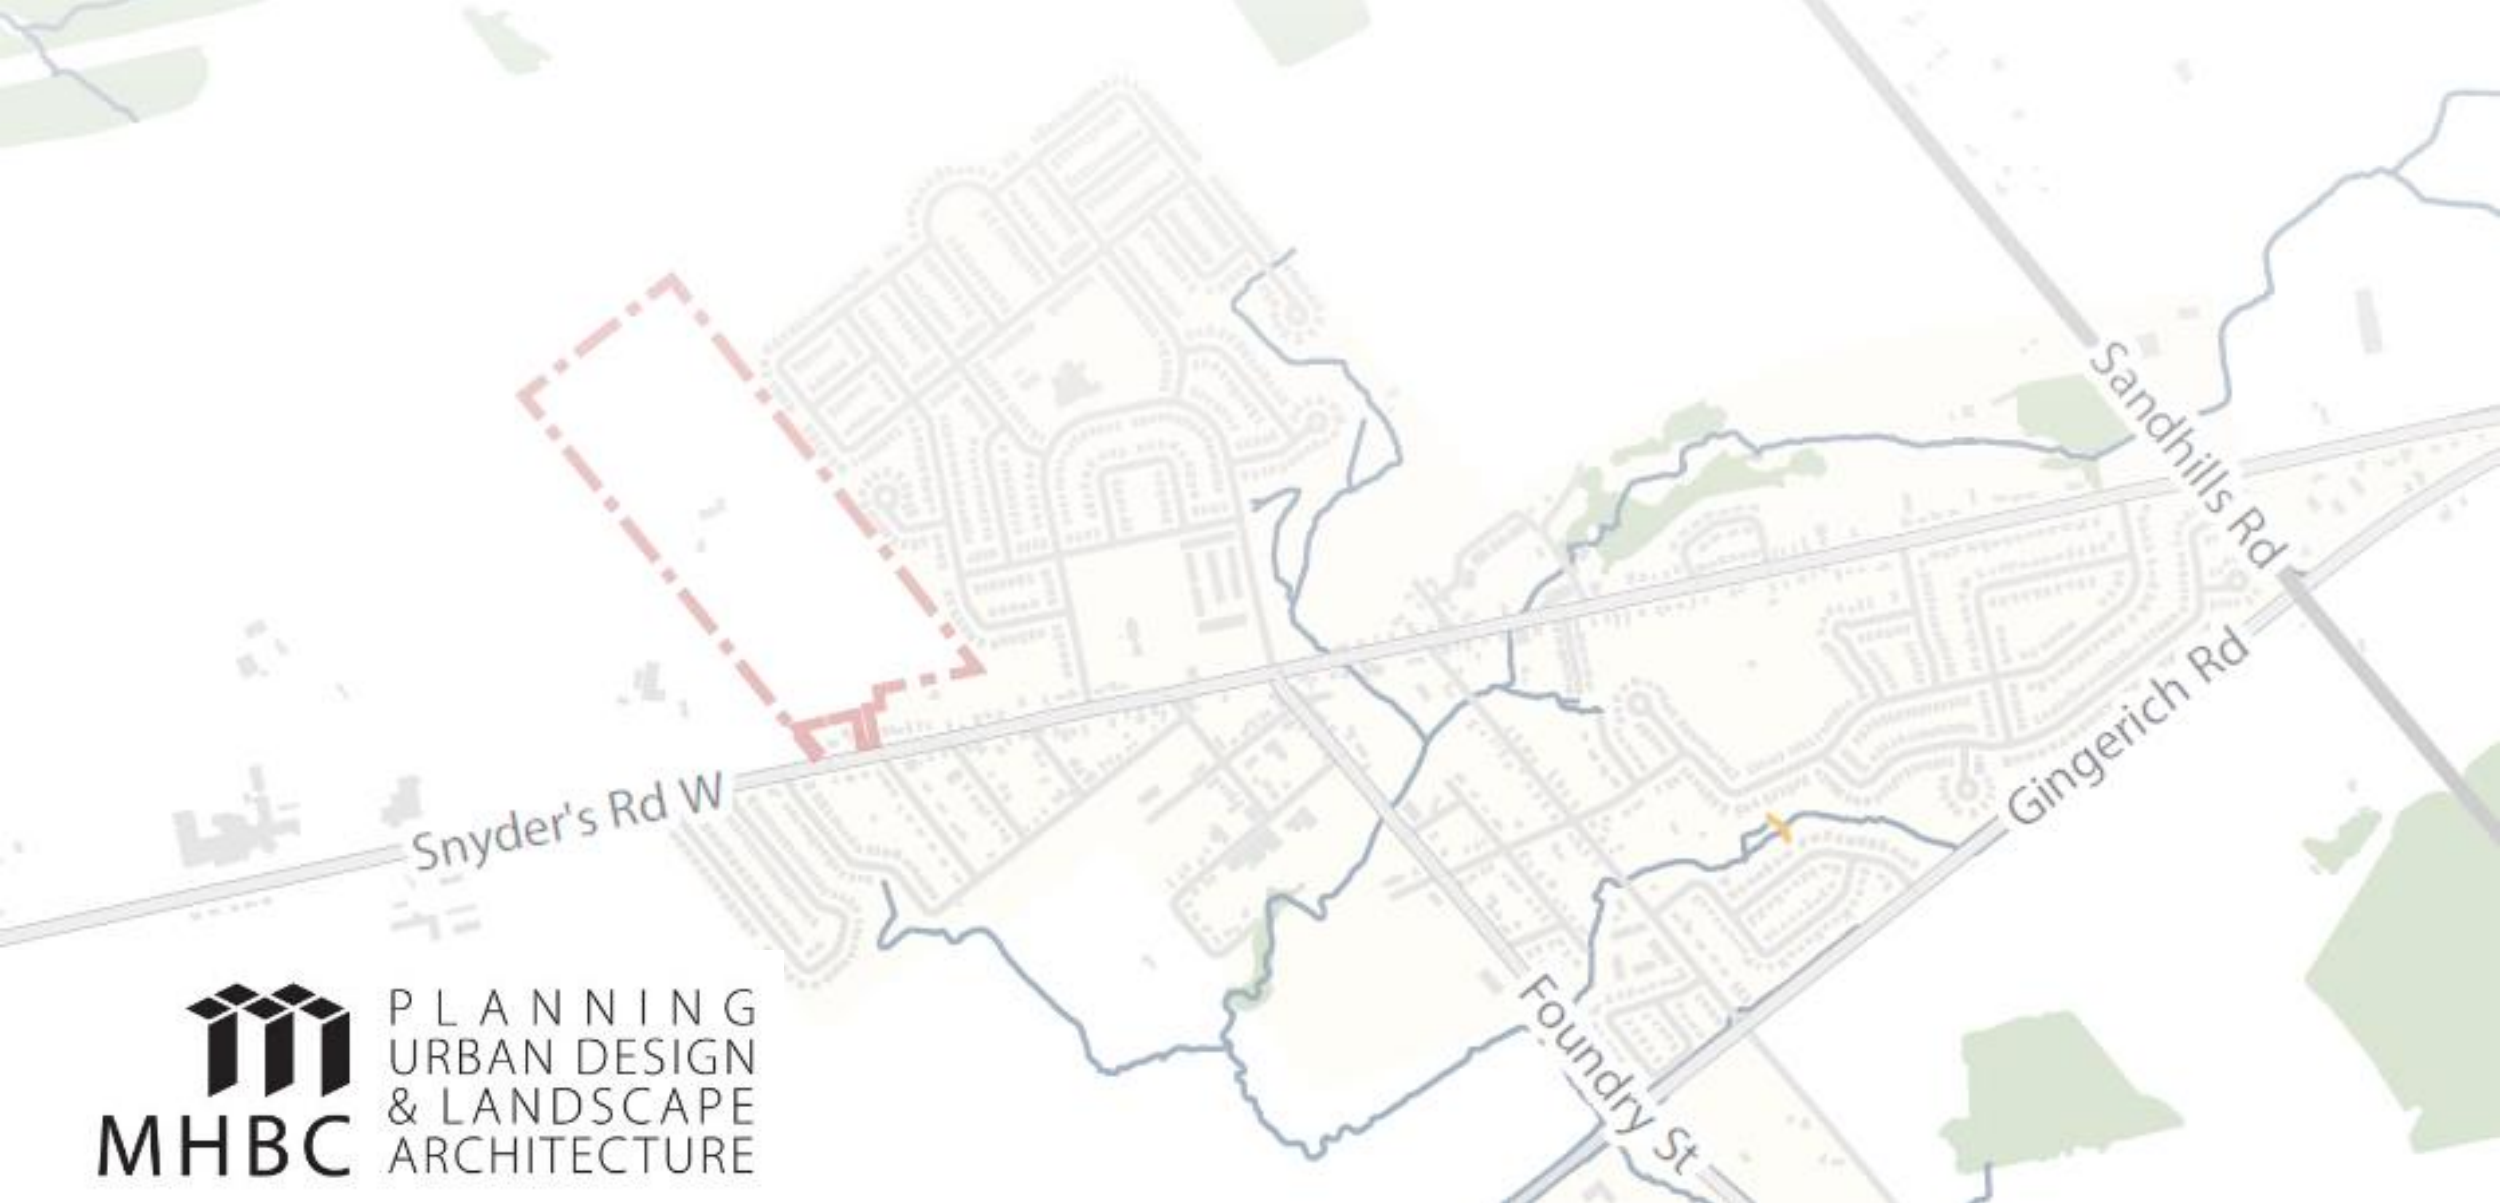 Sandhills Rd
Gingerich Rd
Snyder's Rd W
Foundry St
MHBC
PLANNING
URBAN DESIGN
& LANDSCAPE
ARCHITECTURE